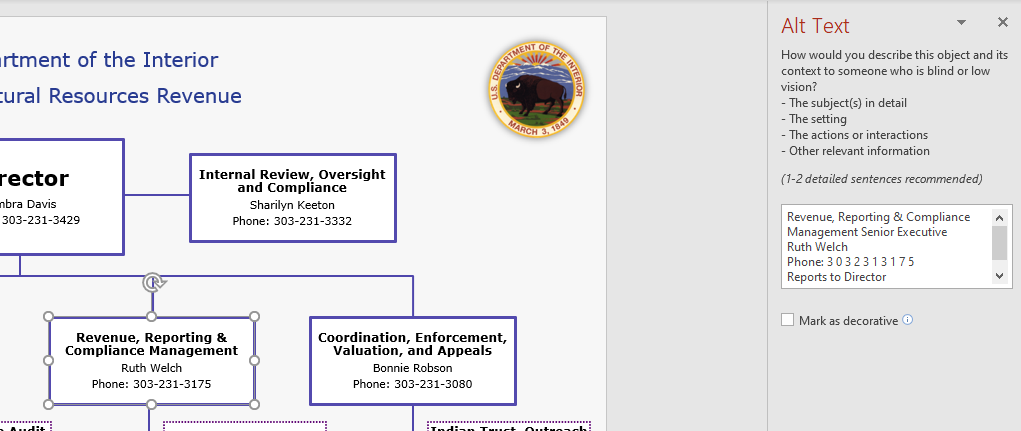 rtment of the Interior
tural Resources Revenue
U.S. DEPARTMENT OF THE INTERIOR
MARCH 3, 1849
rector
mbra Davis
303-231-3429
Internal Review, Oversight
and Compliance
Sharilyn Keeton
Phone: 303-231-3332
Revenue, Reporting &
Compliance Management
Ruth Welch
Phone: 303-231-3175
Coordination, Enforcement,
Valuation, and Appeals
Bonnie Robson
Phone: 303-231-3080
Audit
Indian Trust, Outreach
Alt Text
How would you describe this object and its
context to someone who is blind or low
vision?
- The subject(s) in detail
- The setting
- The actions or interactions
- Other relevant information
(1-2 detailed sentences recommended)
Revenue, Reporting & Compliance
Management Senior Executive
Ruth Welch
Phone: 3 0 3 2 3 1 3 1 7 5
Reports to Director
Mark as decorative